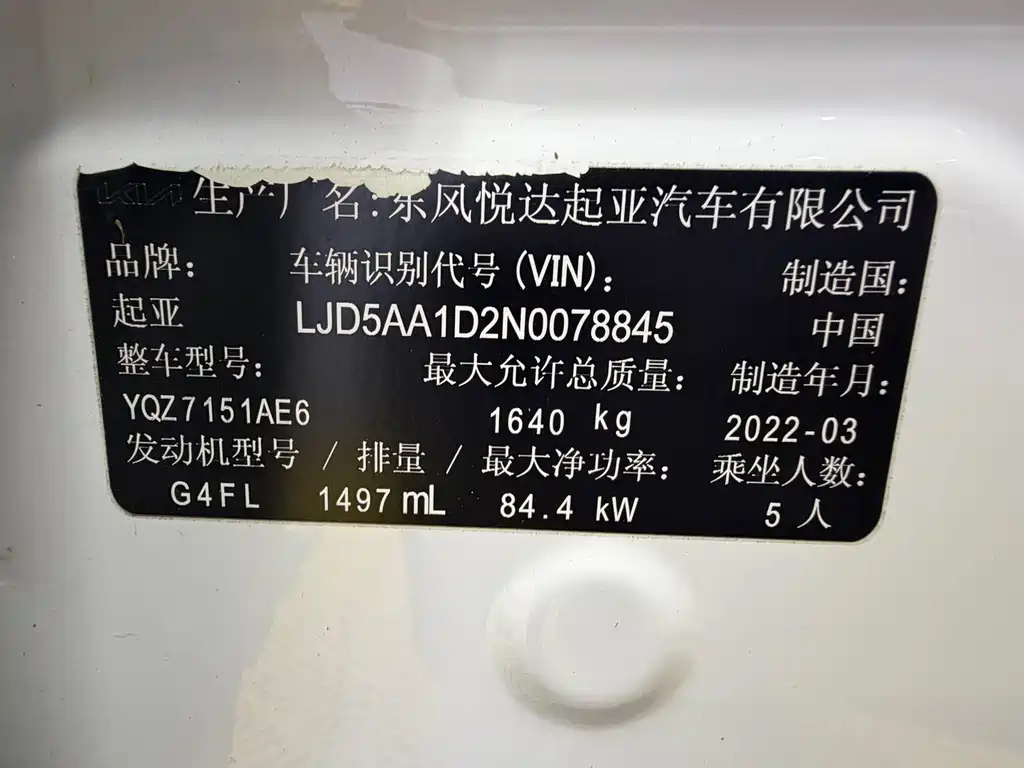 KIA 生产厂名:东风悦达起亚汽车有限公司
品牌: 车辆识别代号(VIN): 制造国:
起亚 LJD5AA1D2N0078845 中国
整车型号: 最大允许总质量: 制造年月:
YQZ7151AE6 1640 kg 2022-03
发动机型号 / 排量 / 最大净功率: 乘坐人数:
G4FL 1497 mL 84.4 kW 5 人